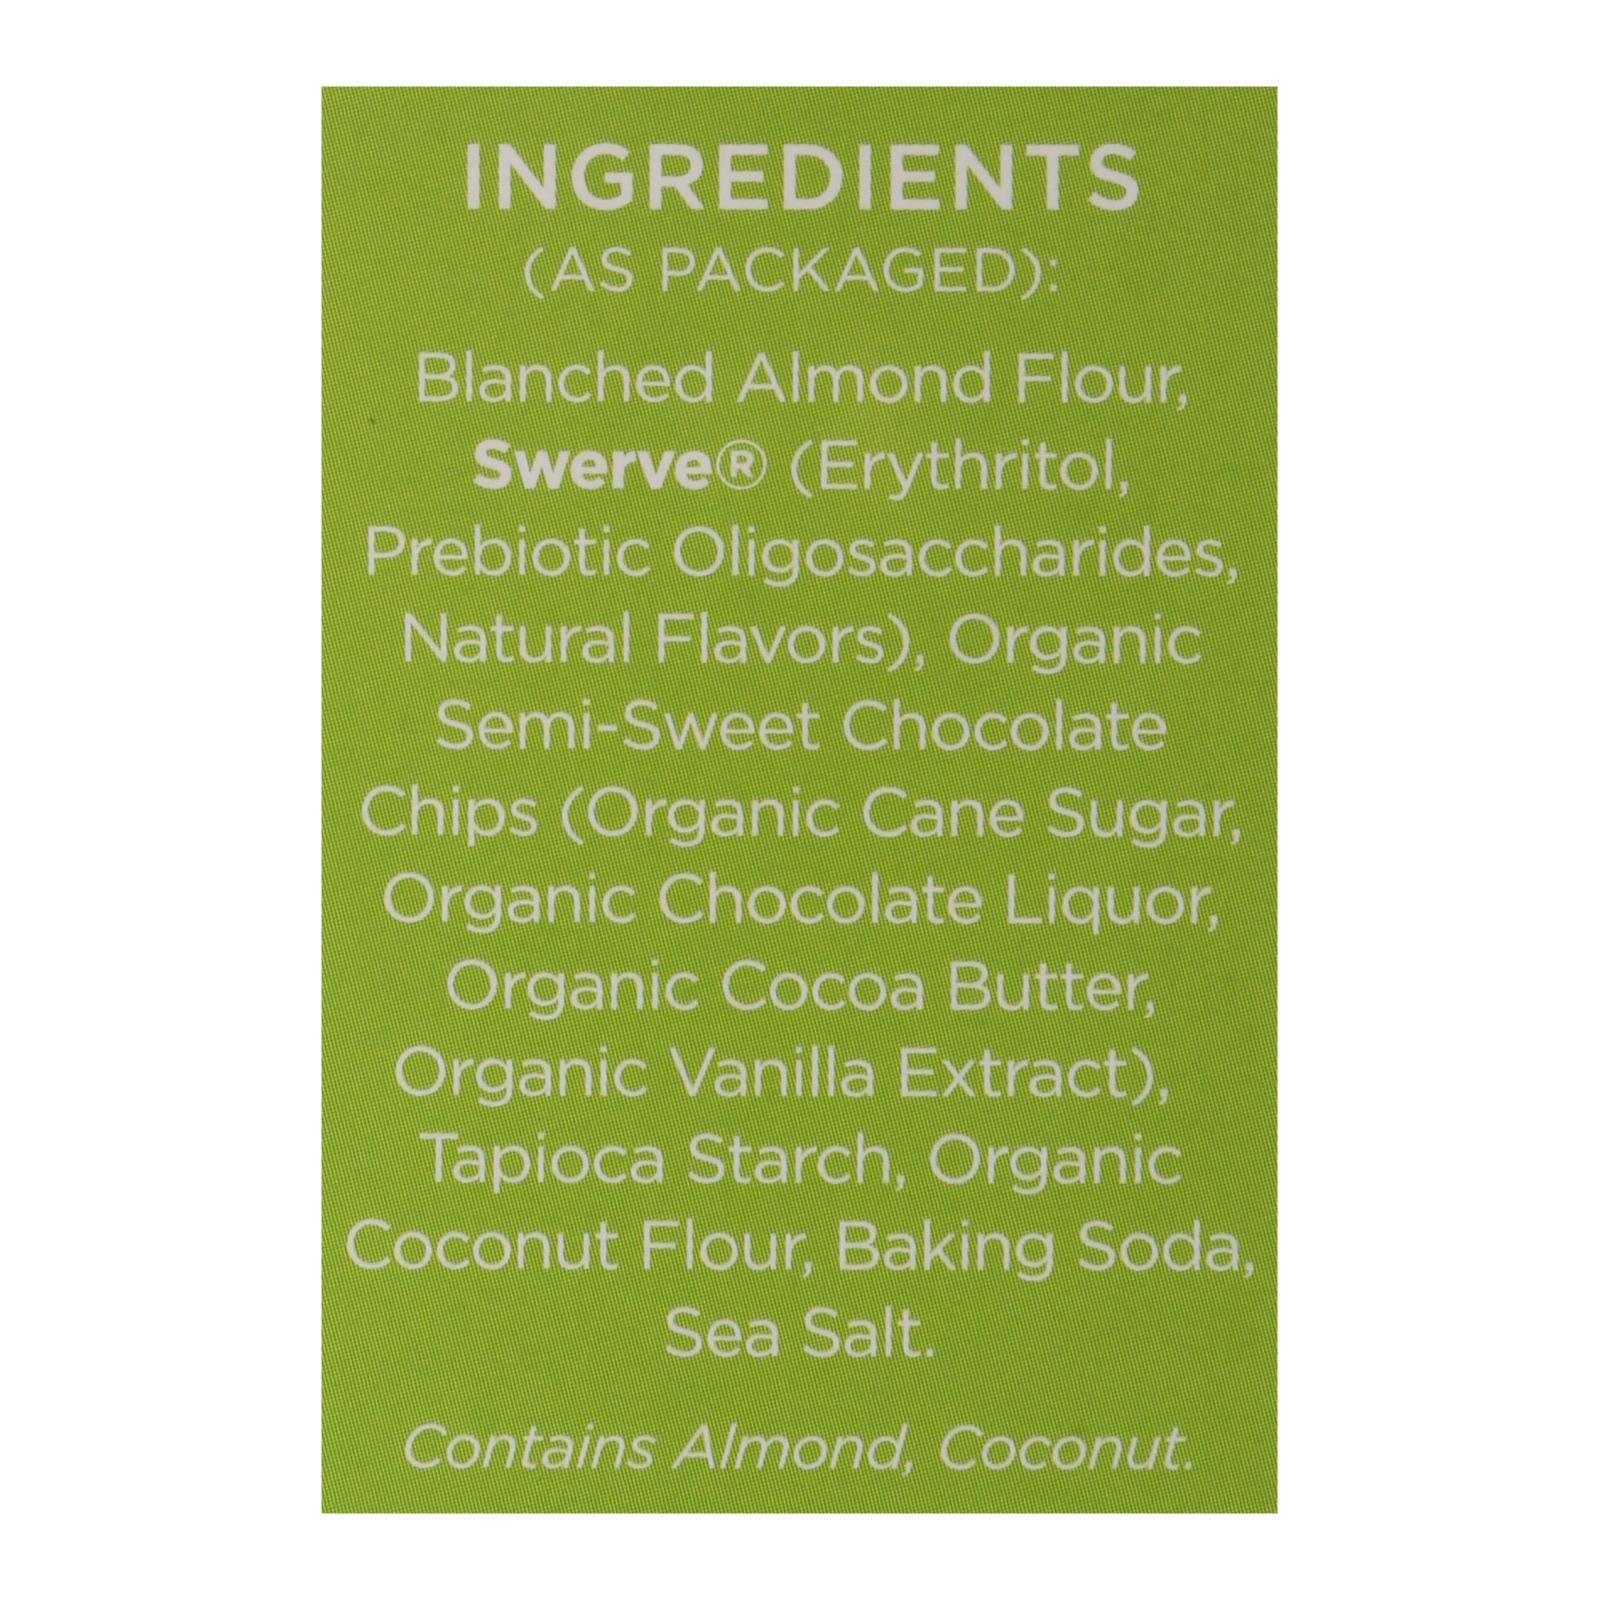 INGREDIENTS
(AS PACKAGED):
Blanched Almond Flour,
Swerve® (Erythritol,
Prebiotic Oligosaccharides,
Natural Flavors), Organic
Semi-Sweet Chocolate
Chips (Organic Cane Sugar,
Organic Chocolate Liquor,
Organic Cocoa Butter,
Organic Vanilla Extract),
Tapioca Starch, Organic
Coconut Flour, Baking Soda,
Sea Salt.
Contains Almond, Coconut.